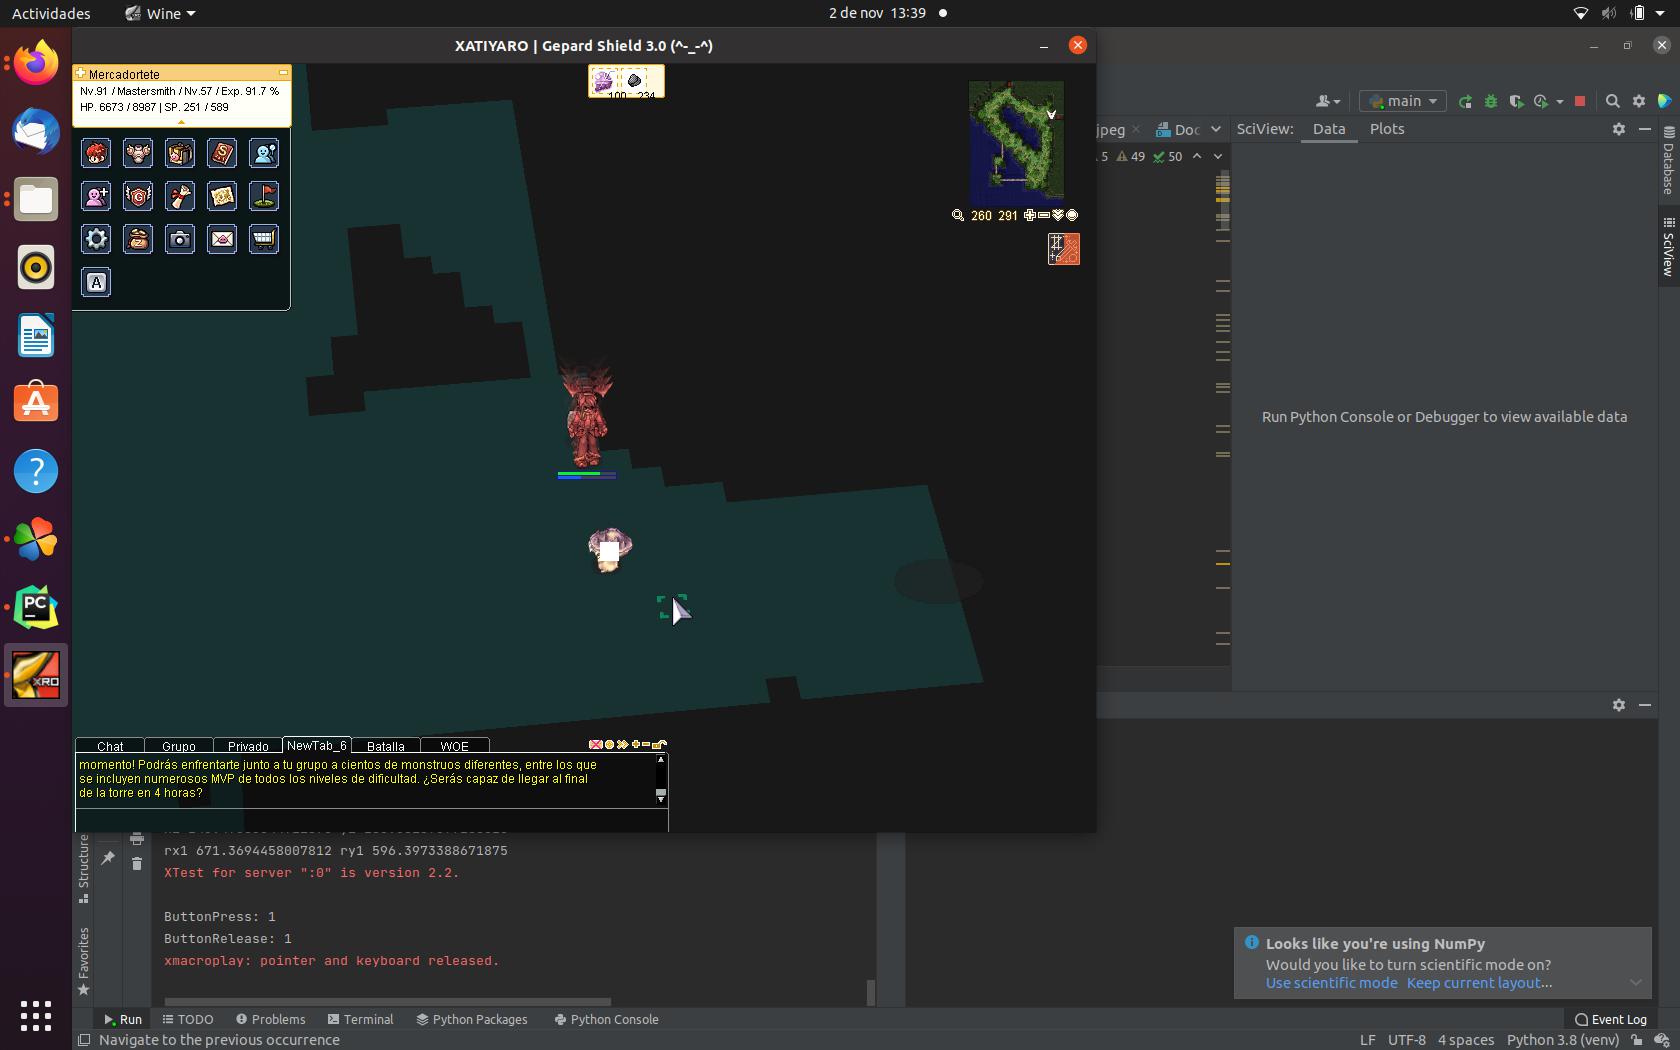 Actividades
Wine
2 de nov 13:39
XATIYARO | Gepard Shield 3.0 (^-_-^)
Mercadortete
Nv.91 / Mastersmith / Nv.57 / Exp. 91.7 %
HP. 6673 / 8987 | SP. 251 / 589
100 234
A
260 291
main
jpeg
Doc
SciView: Data Plots
5 49 50
Database
SciView
Run Python Console or Debugger to view available data
PC
XRO
Chat Grupo Privado NewTab_6 Batalla WOE
momento! Podrás enfrentarte junto a tu grupo a cientos de monstruos diferentes, entre los que
se incluyen numerosos MVP de todos los niveles de dificultad. ¿Serás capaz de llegar al final
de la torre en 4 horas?
Structure
Favorites
rx1 671.3694458007812 ry1 596.3973388671875
XTest for server ":0" is version 2.2.
ButtonPress: 1
ButtonRelease: 1
xmacroplay: pointer and keyboard released.
Looks like you're using NumPy
Would you like to turn scientific mode on?
Use scientific mode Keep current layout...
Run TODO Problems Terminal Python Packages Python Console
Event Log
Navigate to the previous occurrence
LF UTF-8 4 spaces Python 3.8 (venv)